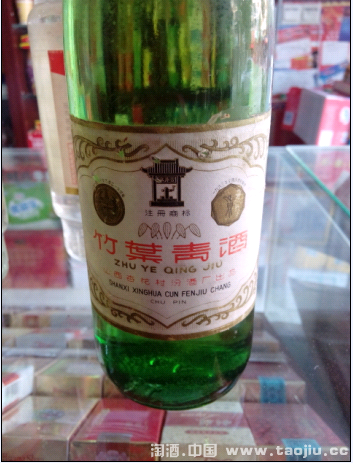 注册商标
竹葉青酒
ZHU YE QING JIU
山西杏花村汾酒厂出品
SHANXI XINGHUA CUN FENJIU CHANG
CHU PIN
淘酒.中国 www.taojiu.cc